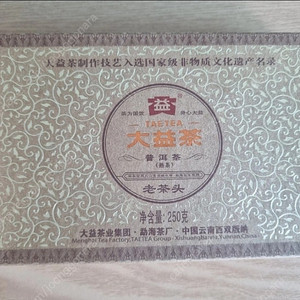 大益茶制作技艺入选国家级非物质文化遗产名录
益
TAETEA
大益茶
普洱茶
(熟茶)
老茶头
净含量:250克
大益茶业集团·勐海茶厂·中国云南西双版纳
Menghai Tea Factory, TAETEA Group · Xishuangbanna, Yunnan, China